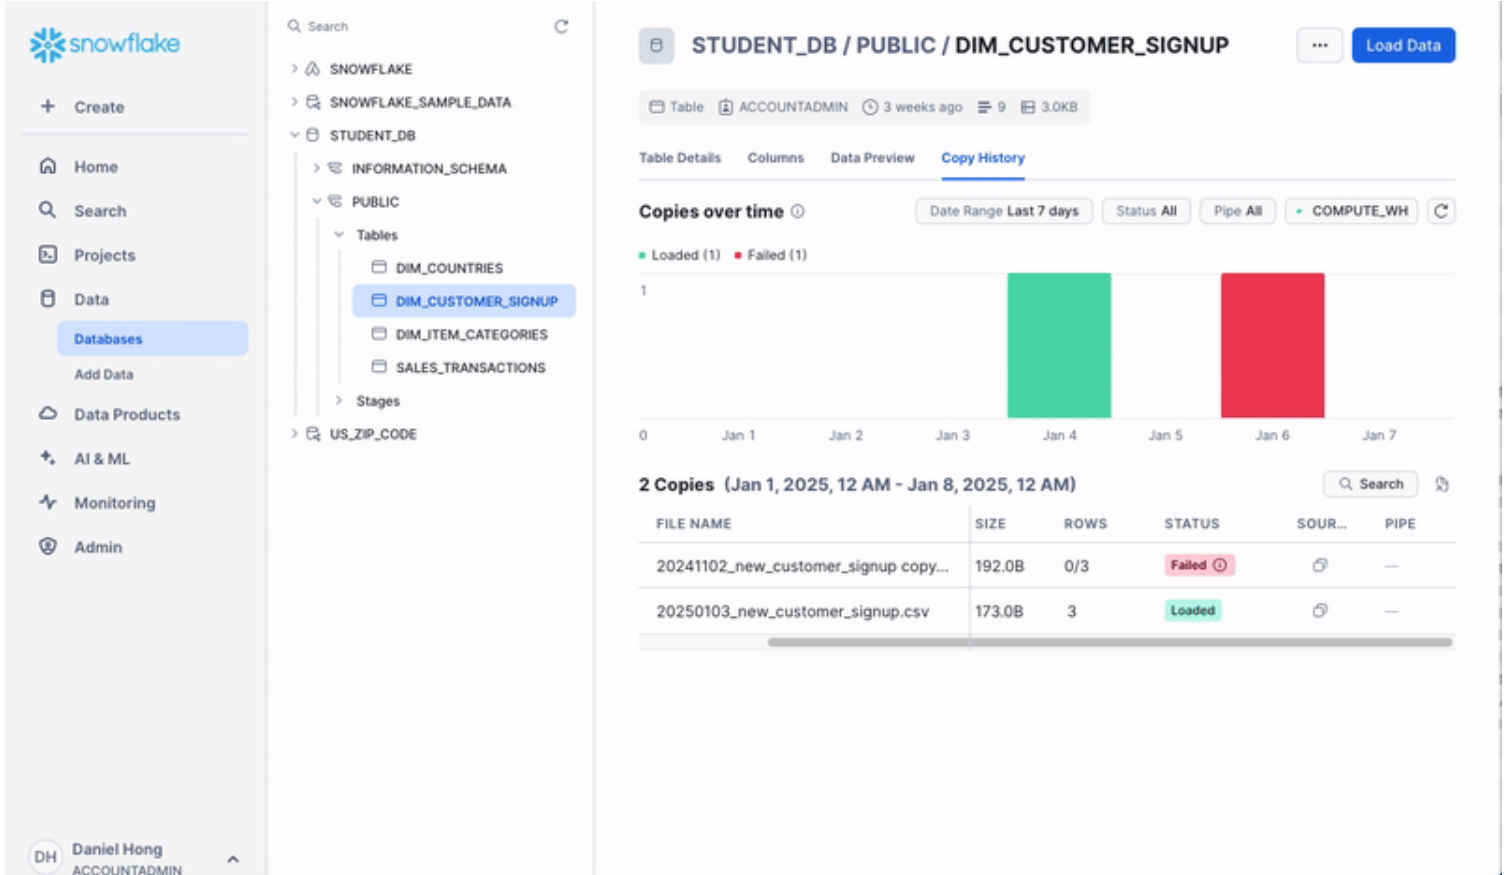 snowflake
+ Create
Home
Search
Projects
Data
Databases
Add Data
Data Products
AI & ML
Monitoring
Admin
DH
Daniel Hong
ACCOUNTADMIN
Search
SNOWFLAKE
SNOWFLAKE_SAMPLE_DATA
STUDENT_DB
INFORMATION_SCHEMA
PUBLIC
Tables
DIM_COUNTRIES
DIM_CUSTOMER_SIGNUP
DIM_ITEM_CATEGORIES
SALES_TRANSACTIONS
Stages
US_ZIP_CODE
STUDENT_DB / PUBLIC / DIM_CUSTOMER_SIGNUP
... Load Data
Table ACCOUNTADMIN 3 weeks ago 9 3.0KB
Table Details Columns Data Preview Copy History
Copies over time Date Range Last 7 days Status All Pipe All COMPUTE_WH
Loaded (1) Failed (1)
1
0 Jan 1 Jan 2 Jan 3 Jan 4 Jan 5 Jan 6 Jan 7
2 Copies (Jan 1, 2025, 12 AM - Jan 8, 2025, 12 AM) Search
FILE NAME SIZE ROWS STATUS SOUR... PIPE
20241102_new_customer_signup copy... 192.0B 0/3 Failed —
20250103_new_customer_signup.csv 173.0B 3 Loaded —